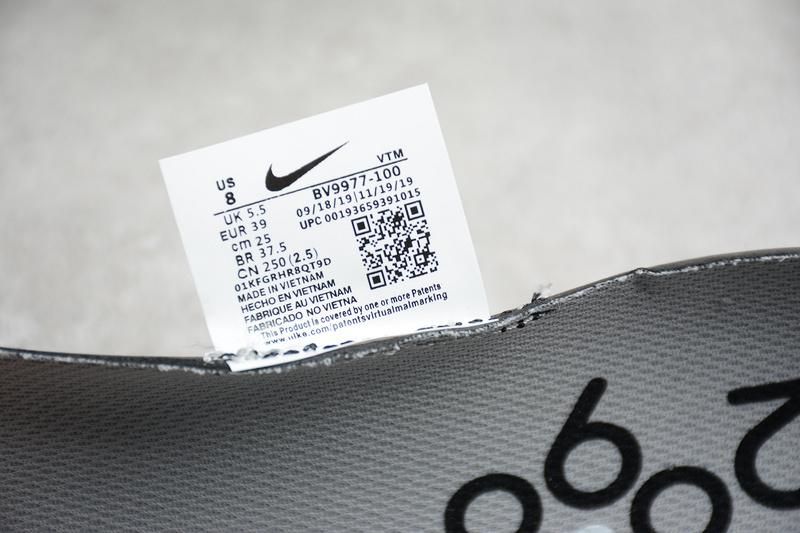 US
8
VTM
UK 5.5
BV9977-100
EUR 39
09/18/19|11/19/19
cm 25
UPC 00193659391015
BR 37.5
CN 250 (2.5)
01KFGRHR8QT9D
MADE IN VIETNAM
HECHO EN VIETNAM
FABRIQUE AU VIETNAM
FABRICADO NO VIETNA
This Product is covered by one or more Patents
www.nike.com/patentsvirtualmalmarking